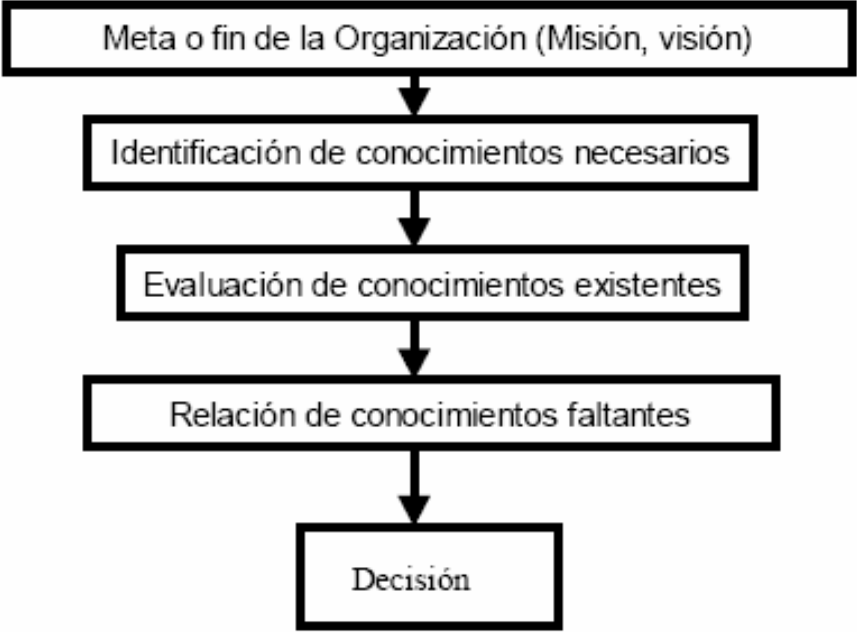 Meta o fin de la Organización (Misión, visión)
Identificación de conocimientos necesarios
Evaluación de conocimientos existentes
Relación de conocimientos faltantes
Decisión